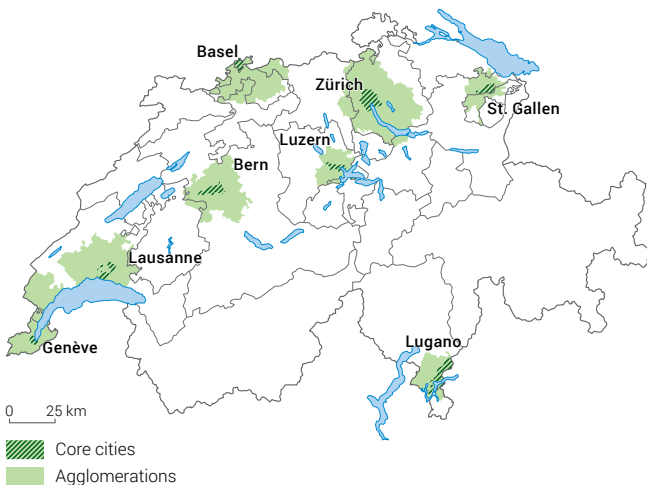 Basel
Zürich
St. Gallen
Luzern
Bern
Lausanne
Genève
Lugano
0 25 km
Core cities
Agglomerations